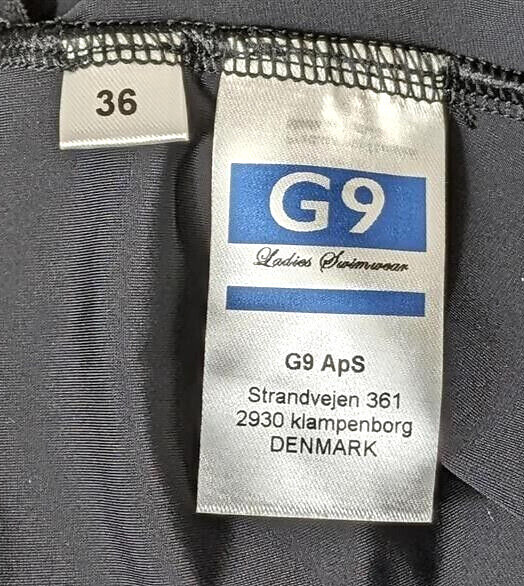 36
G9
Ladies Swimwear
G9 ApS
Strandvejen 361
2930 klampenborg
DENMARK